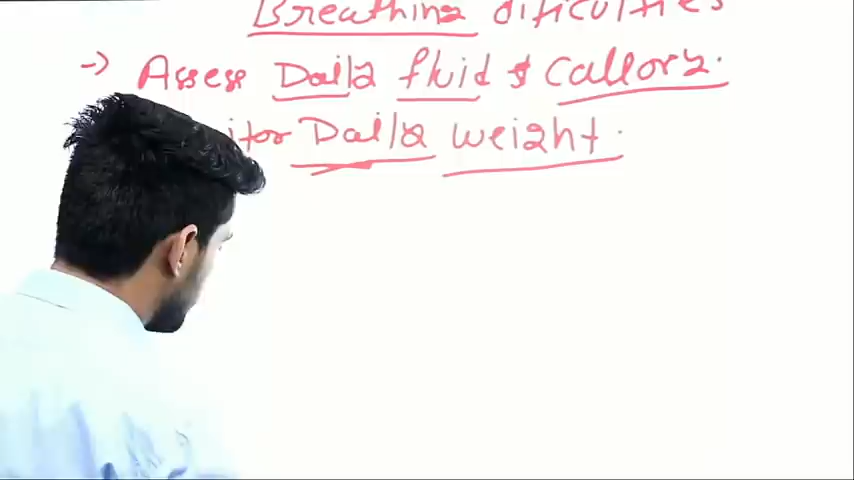 Breathing dificulties
-> Assess Daily fluid & Callory.
itor Daily weight.